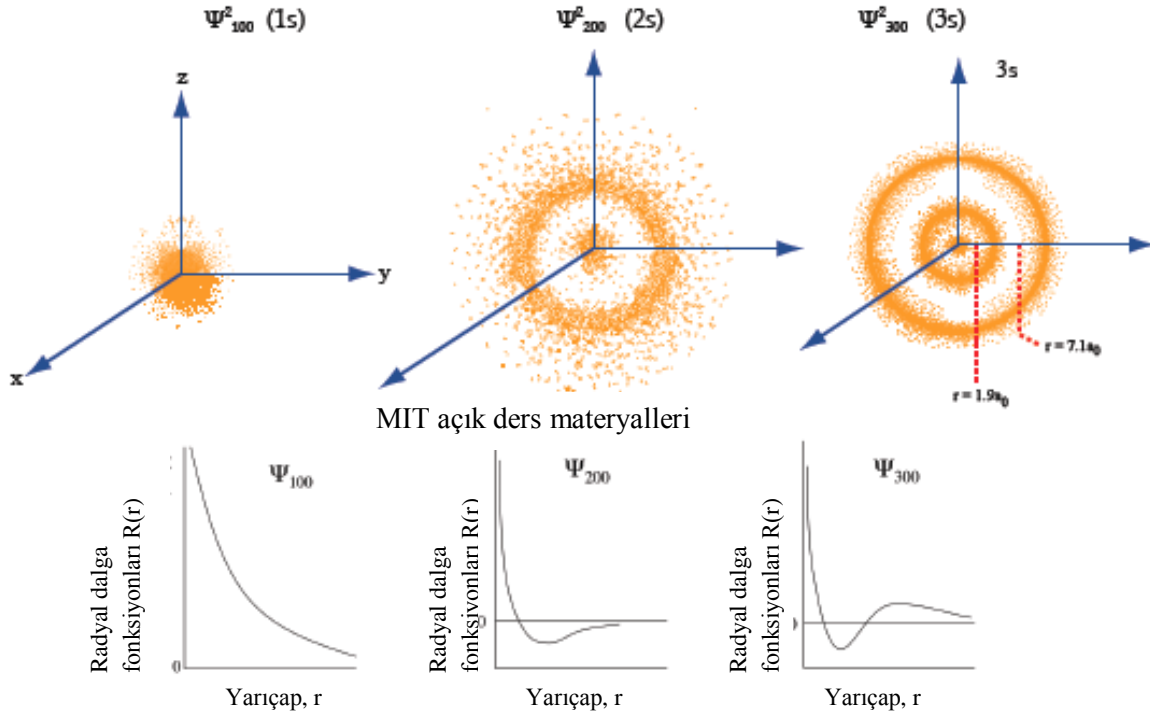 Ψ²₁₀₀ (1s)
Ψ²₂₀₀ (2s)
Ψ²₃₀₀ (3s)
z
y
x
3s
r = 7.1a₀
r = 1.9a₀
MIT açık ders materyalleri
Ψ₁₀₀
Radyal dalga
fonksiyonları R(r)
0
Yarıçap, r
Ψ₂₀₀
Radyal dalga
fonksiyonları R(r)
0
Yarıçap, r
Ψ₃₀₀
Radyal dalga
fonksiyonları R(r)
0
Yarıçap, r